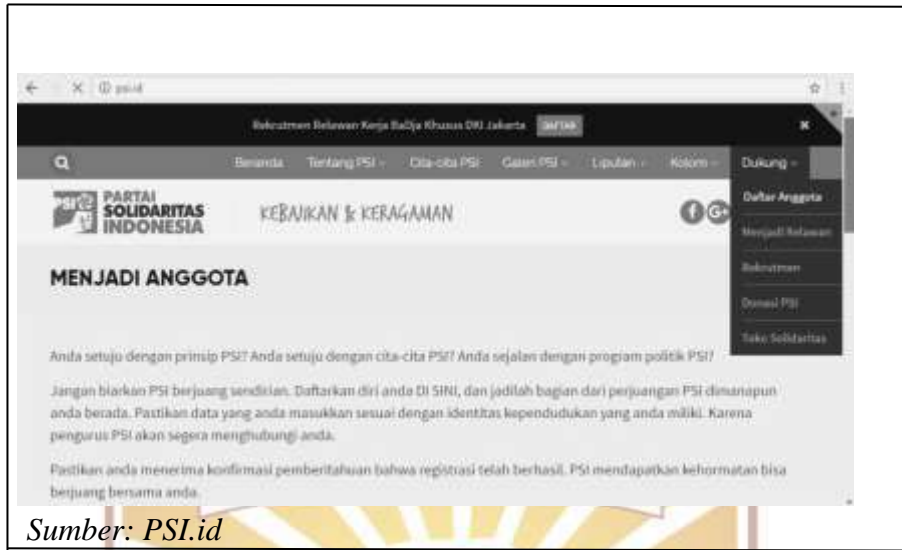 psi.id
Rekrutmen Relawan Kerja BaDja Khusus DKI Jakarta DAFTAR
Beranda Tentang PSI Cita-cita PSI Galeri PSI Liputan Kolom Dukung
PSI
PARTAI
SOLIDARITAS
INDONESIA
KEBAJIKAN & KERAGAMAN
Daftar Anggota
Menjadi Relawan
Rekrutmen
Donasi PSI
Toko Solidaritas
MENJADI ANGGOTA
Anda setuju dengan prinsip PSI? Anda setuju dengan cita-cita PSI? Anda sejalan dengan program politik PSI?
Jangan biarkan PSI berjuang sendirian. Daftarkan diri anda DI SINI, dan jadilah bagian dari perjuangan PSI dimanapun
anda berada. Pastikan data yang anda masukkan sesuai dengan identitas kependudukan yang anda miliki. Karena
pengurus PSI akan segera menghubungi anda.
Pastikan anda menerima konfirmasi pemberitahuan bahwa registrasi telah berhasil. PSI mendapatkan kehormatan bisa
berjuang bersama anda.
Sumber: PSI.id